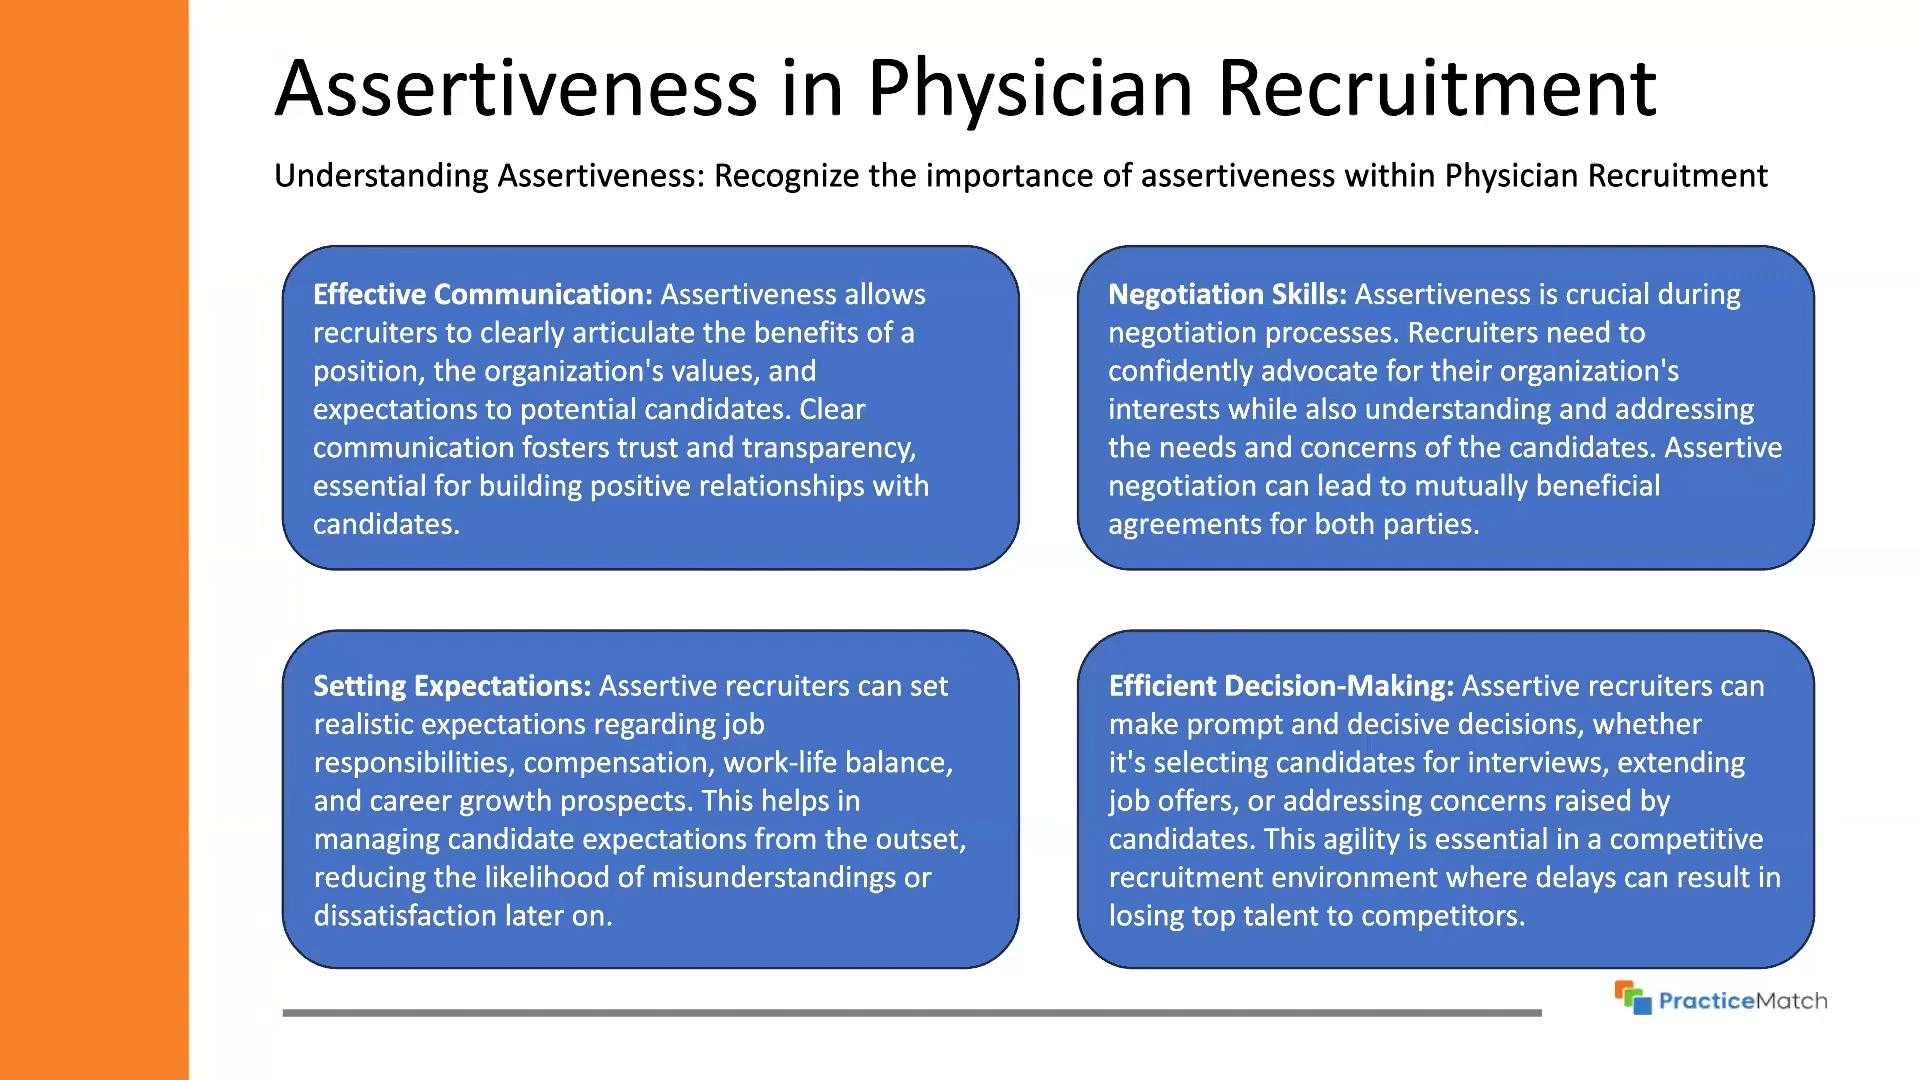 Assertiveness in Physician Recruitment
Understanding Assertiveness: Recognize the importance of assertiveness within Physician Recruitment
Effective Communication: Assertiveness allows
recruiters to clearly articulate the benefits of a
position, the organization's values, and
expectations to potential candidates. Clear
communication fosters trust and transparency,
essential for building positive relationships with
candidates.
Negotiation Skills: Assertiveness is crucial during
negotiation processes. Recruiters need to
confidently advocate for their organization's
interests while also understanding and addressing
the needs and concerns of the candidates. Assertive
negotiation can lead to mutually beneficial
agreements for both parties.
Setting Expectations: Assertive recruiters can set
realistic expectations regarding job
responsibilities, compensation, work-life balance,
and career growth prospects. This helps in
managing candidate expectations from the outset,
reducing the likelihood of misunderstandings or
dissatisfaction later on.
Efficient Decision-Making: Assertive recruiters can
make prompt and decisive decisions, whether
it's selecting candidates for interviews, extending
job offers, or addressing concerns raised by
candidates. This agility is essential in a competitive
recruitment environment where delays can result in
losing top talent to competitors.
PracticeMatch